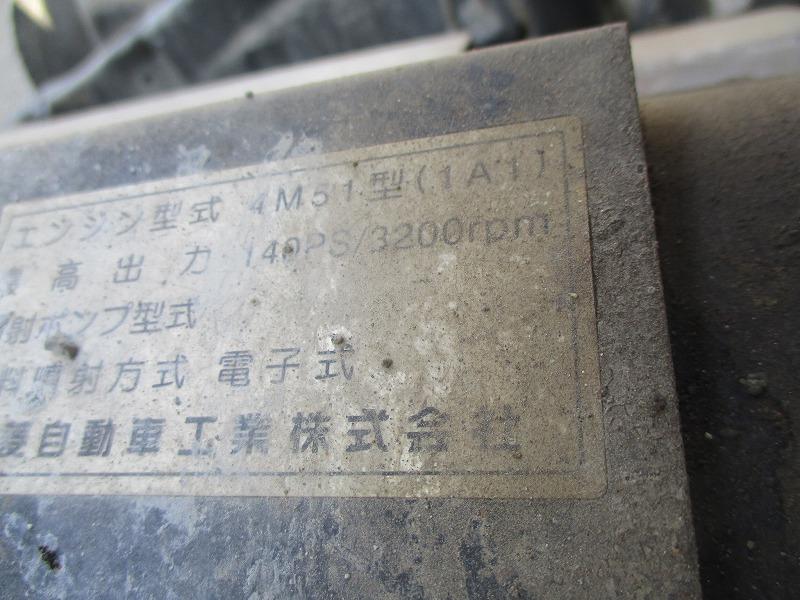 エンジン型式 4M51型(1A1)
最高出力 140PS/3200rpm
射ポンプ型式
料噴射方式 電子式
菱自動車工業株式会社